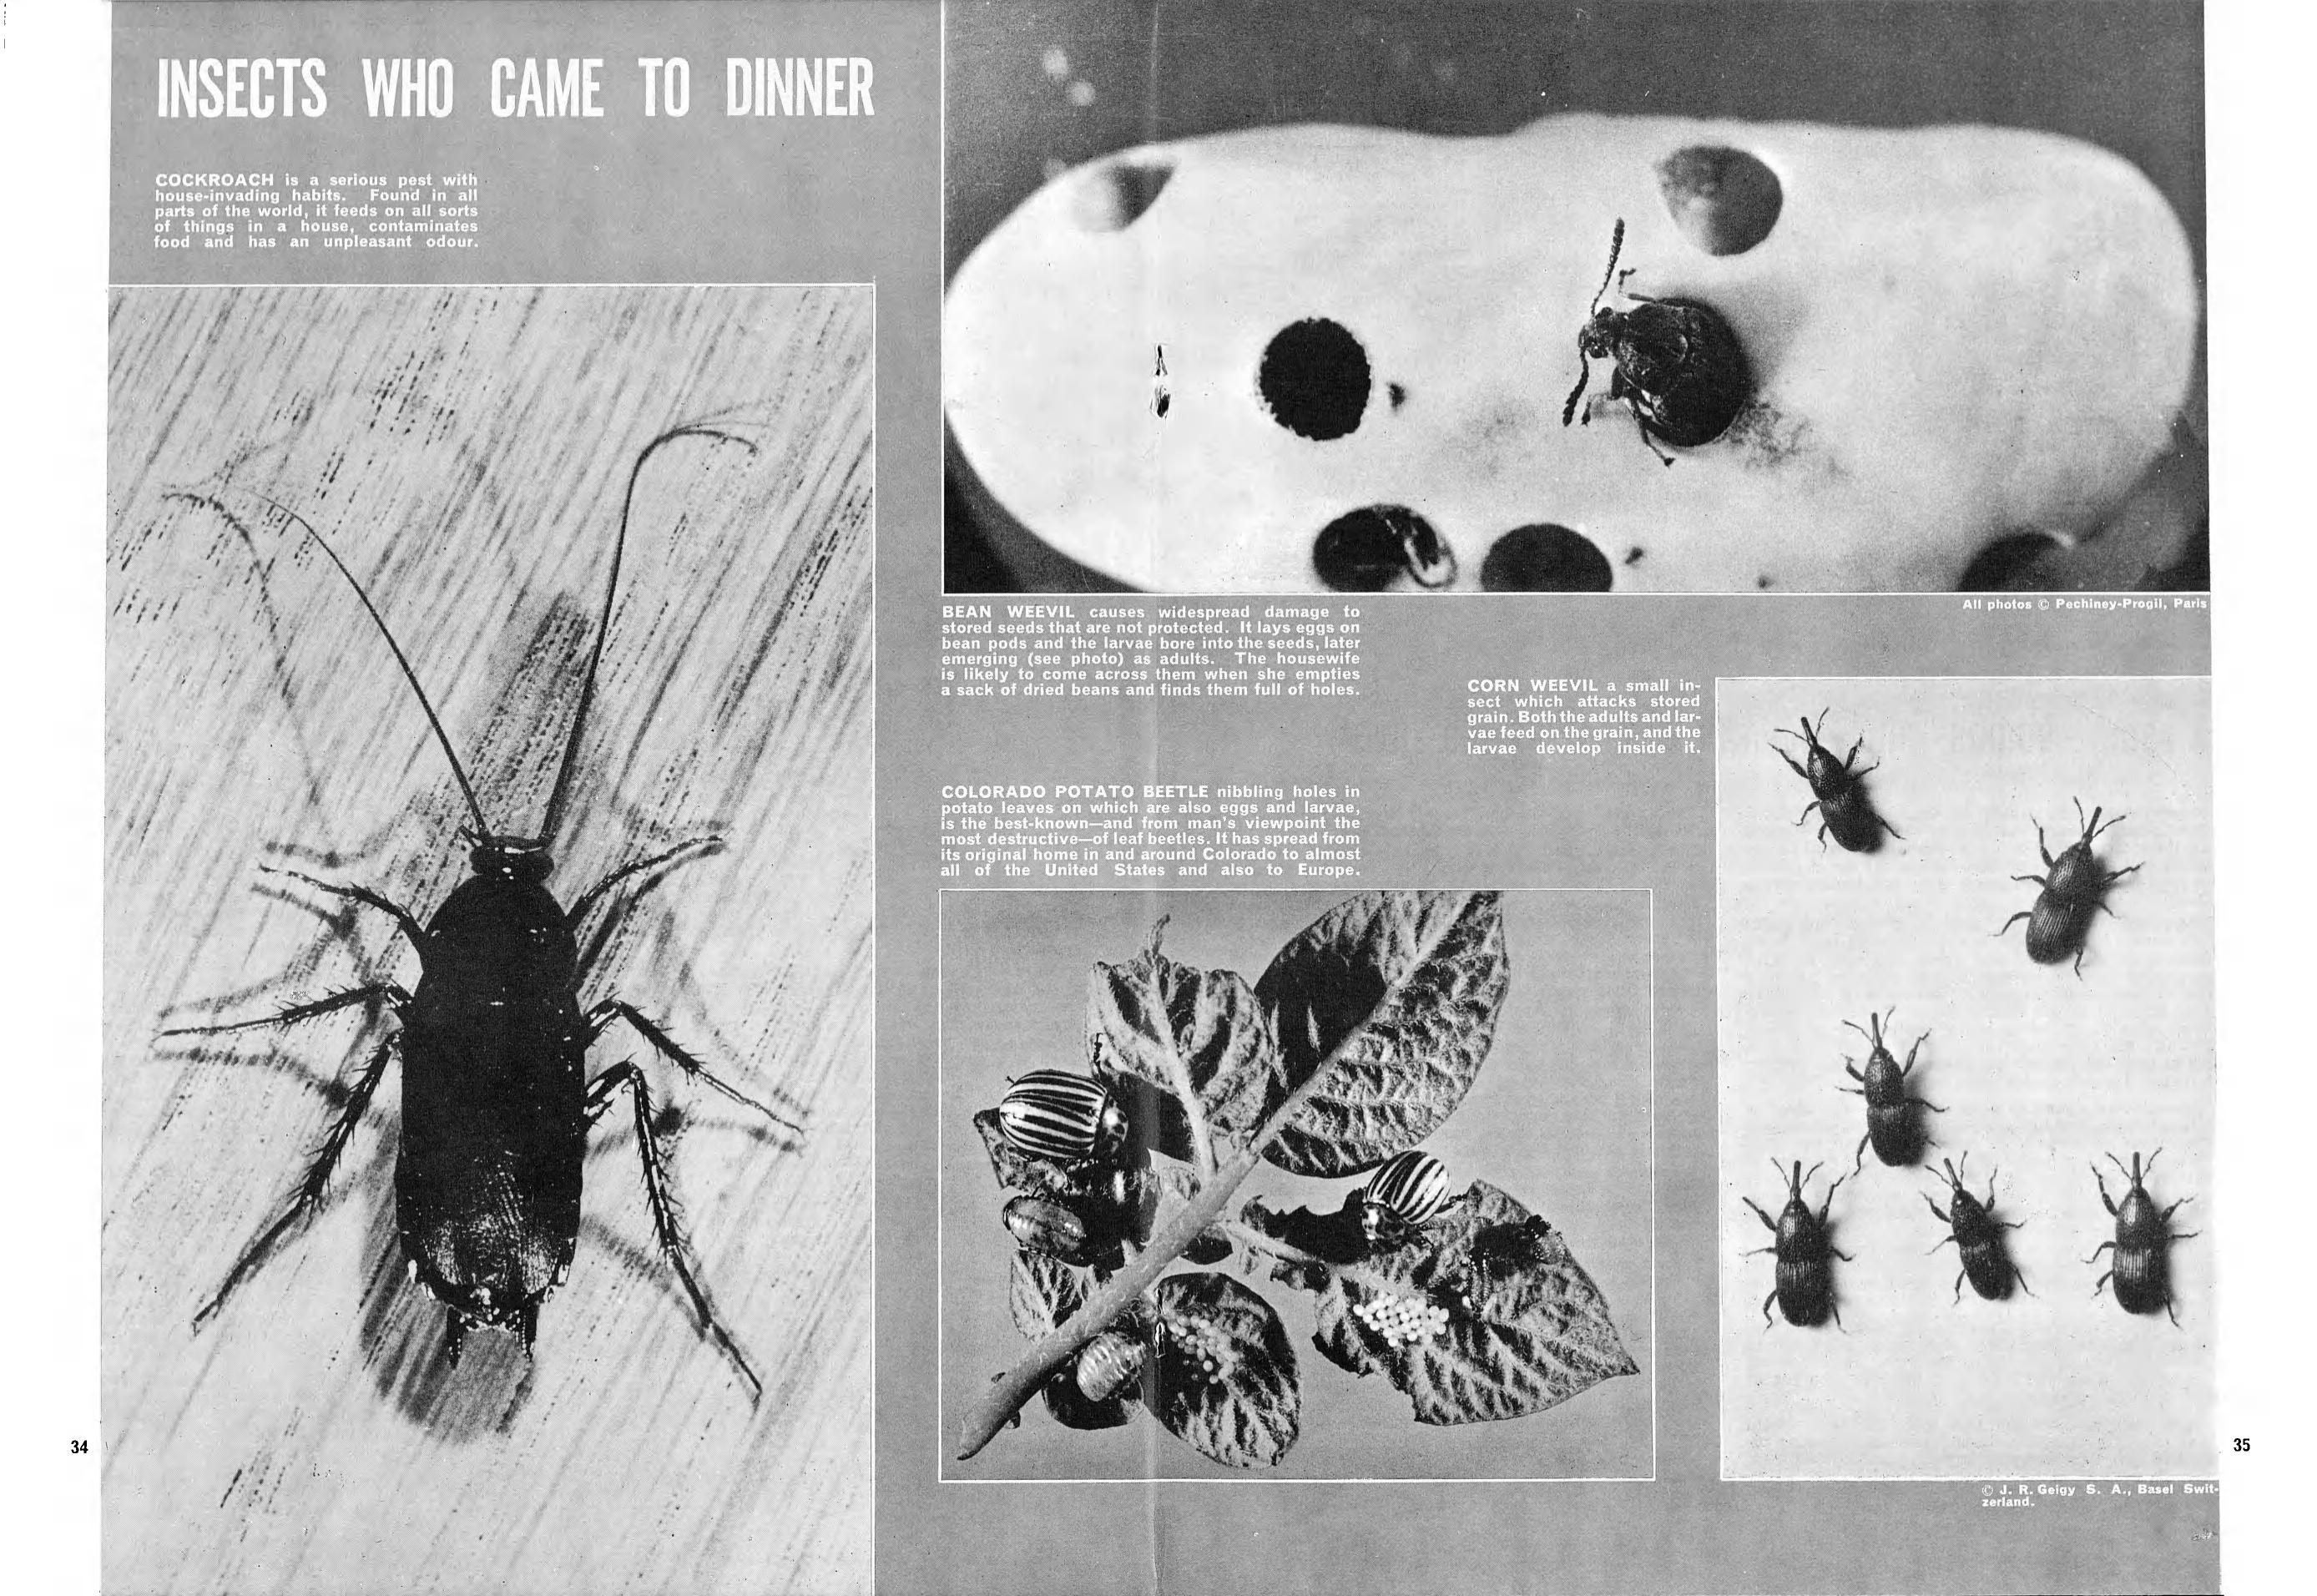 INSECTS WHO CAME TO DINNER
COCKROACH is a serious pest with
house-invading habits. Found in all
parts of the world, it feeds on all sorts
of things in a house, contaminates
food and has an unpleasant odour.
All photos © Pechiney-Progil, Paris
BEAN WEEVIL causes widespread damage to
stored seeds that are not protected. It lays eggs on
bean pods and the larvae bore into the seeds, later
emerging (see photo) as adults. The housewife
is likely to come across them when she empties
a sack of dried beans and finds them full of holes.
CORN WEEVIL a small in-
sect which attacks stored
grain. Both the adults and lar-
vae feed on the grain, and the
larvae develop inside it.
COLORADO POTATO BEETLE nibbling holes in
potato leaves on which are also eggs and larvae,
is the best-known—and from man's viewpoint the
most destructive—of leaf beetles. It has spread from
its original home in and around Colorado to almost
all of the United States and also to Europe.
34
35
© J. R. Geigy S. A., Basel Swit-
zerland.